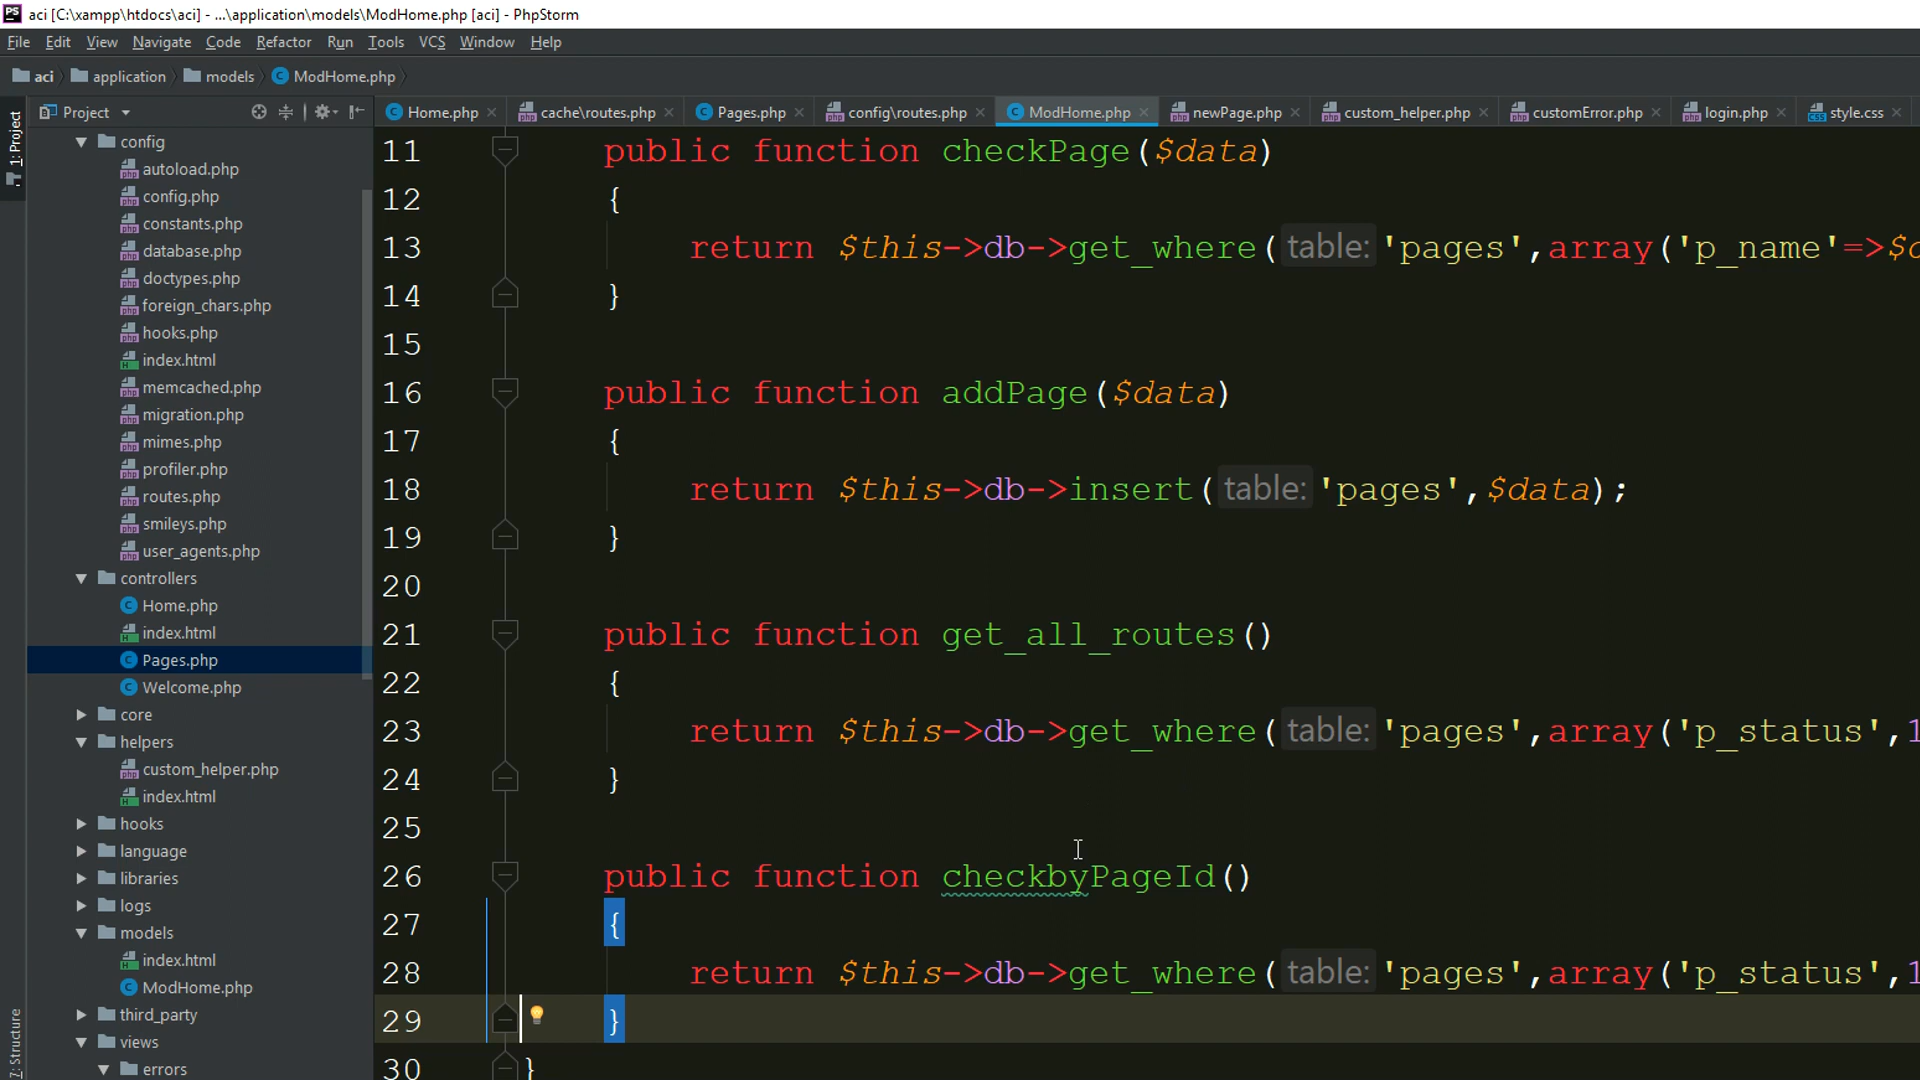 aci [C:\xampp\htdocs\aci] - ...\application\models\ModHome.php [aci] - PhpStorm
File Edit View Navigate Code Refactor Run Tools VCS Window Help
aci application models ModHome.php
Project
Home.php cache\routes.php Pages.php config\routes.php ModHome.php newPage.php custom_helper.php customError.php login.php style.css
1: Project
7: Structure
config
autoload.php
config.php
constants.php
database.php
doctypes.php
foreign_chars.php
hooks.php
index.html
memcached.php
migration.php
mimes.php
profiler.php
routes.php
smileys.php
user_agents.php
controllers
Home.php
index.html
Pages.php
Welcome.php
core
helpers
custom_helper.php
index.html
hooks
language
libraries
logs
models
index.html
ModHome.php
third_party
views
errors
11 public function checkPage($data)
12 {
13 return $this->db->get_where( table: 'pages',array('p_name'=>$
14 }
15
16 public function addPage($data)
17 {
18 return $this->db->insert( table: 'pages',$data);
19 }
20
21 public function get_all_routes()
22 {
23 return $this->db->get_where( table: 'pages',array('p_status',1
24 }
25
26 public function checkbyPageId()
27 {
28 return $this->db->get_where( table: 'pages',array('p_status',1
29 }
30 }